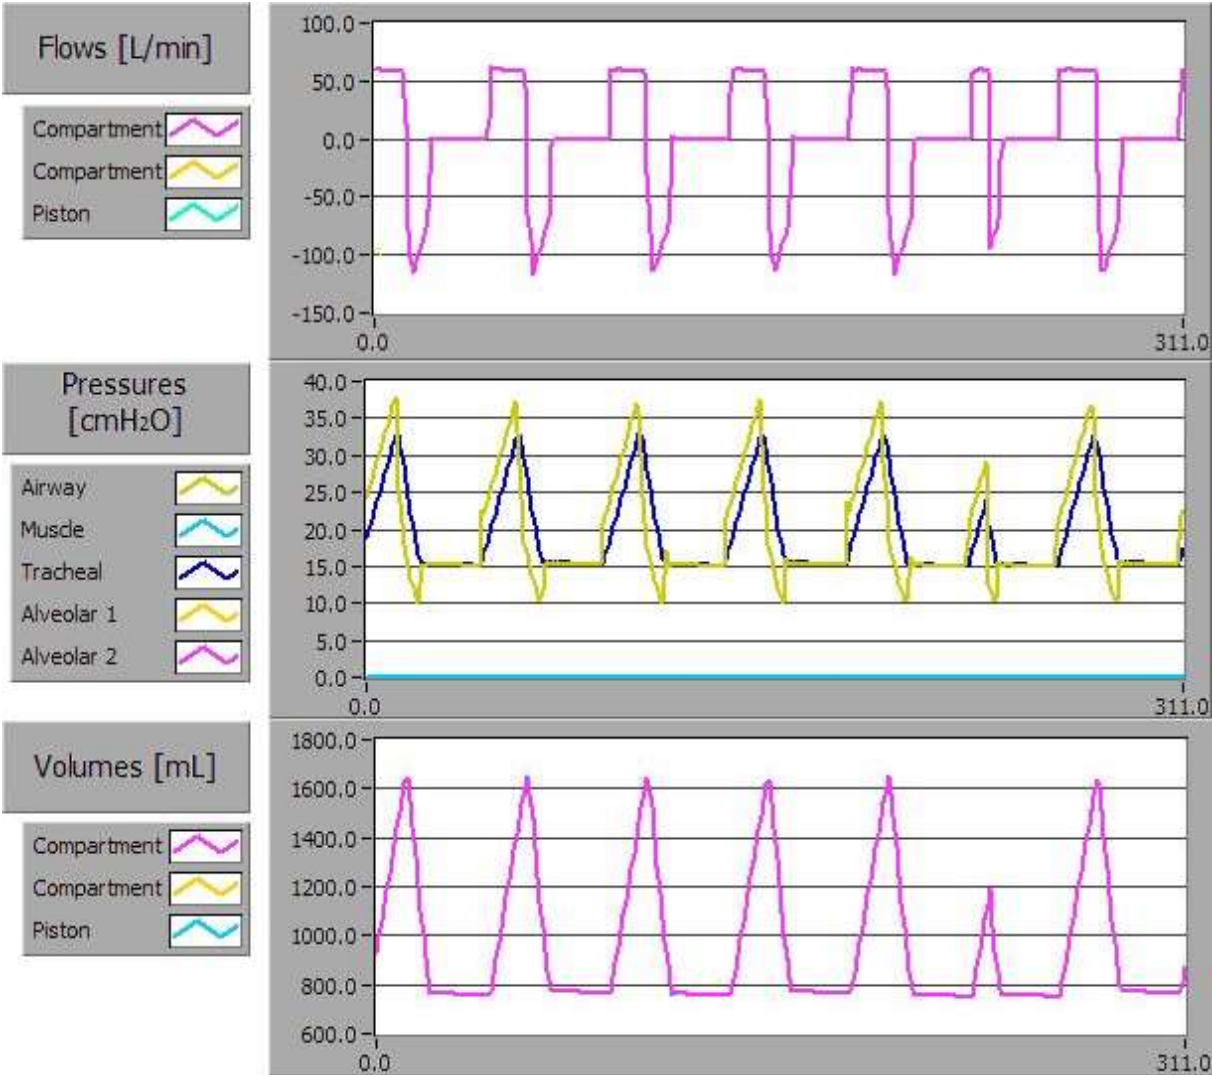 Flows [L/min]
Compartment
Compartment
Piston
100.0
50.0
0.0
-50.0
-100.0
-150.0
0.0
311.0
Pressures
[cmH2O]
Airway
Muscle
Tracheal
Alveolar 1
Alveolar 2
40.0
35.0
30.0
25.0
20.0
15.0
10.0
5.0
0.0
0.0
311.0
Volumes [mL]
Compartment
Compartment
Piston
1800.0
1600.0
1400.0
1200.0
1000.0
800.0
600.0
0.0
311.0